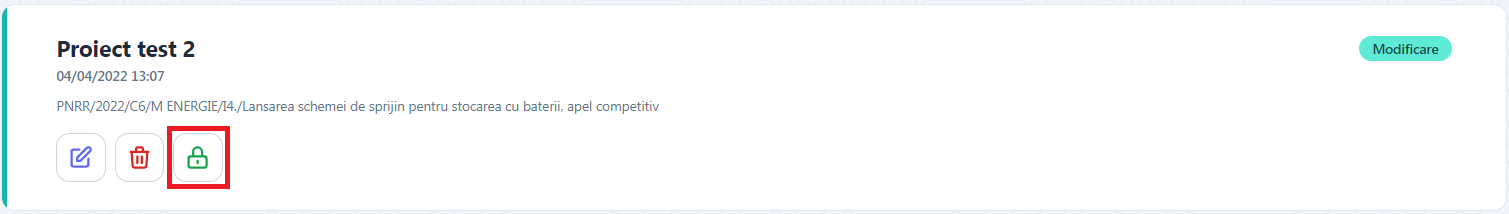 Proiect test 2
Modificare
04/04/2022 13:07
PNRR/2022/C6/M ENERGIE/I4./Lansarea schemei de sprijin pentru stocarea cu baterii, apel competitiv